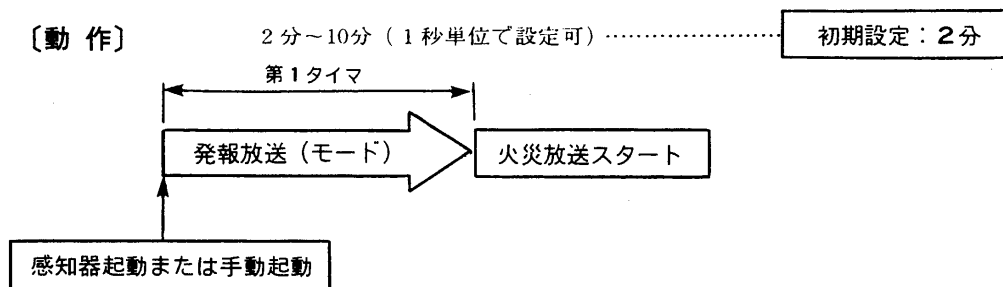 〔動 作〕 2分〜10分（1秒単位で設定可）…………………… 初期設定：2分
第1タイマ
発報放送（モード） 火災放送スタート
感知器起動または手動起動